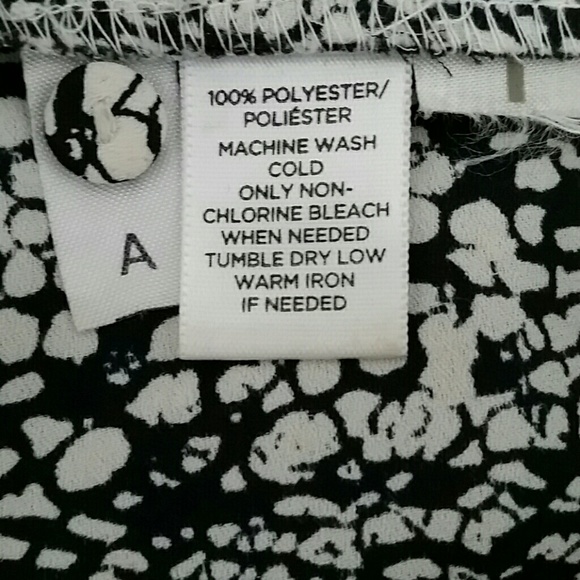 100% POLYESTER/
POLIÉSTER
MACHINE WASH
COLD
ONLY NON-
CHLORINE BLEACH
WHEN NEEDED
TUMBLE DRY LOW
WARM IRON
IF NEEDED
A